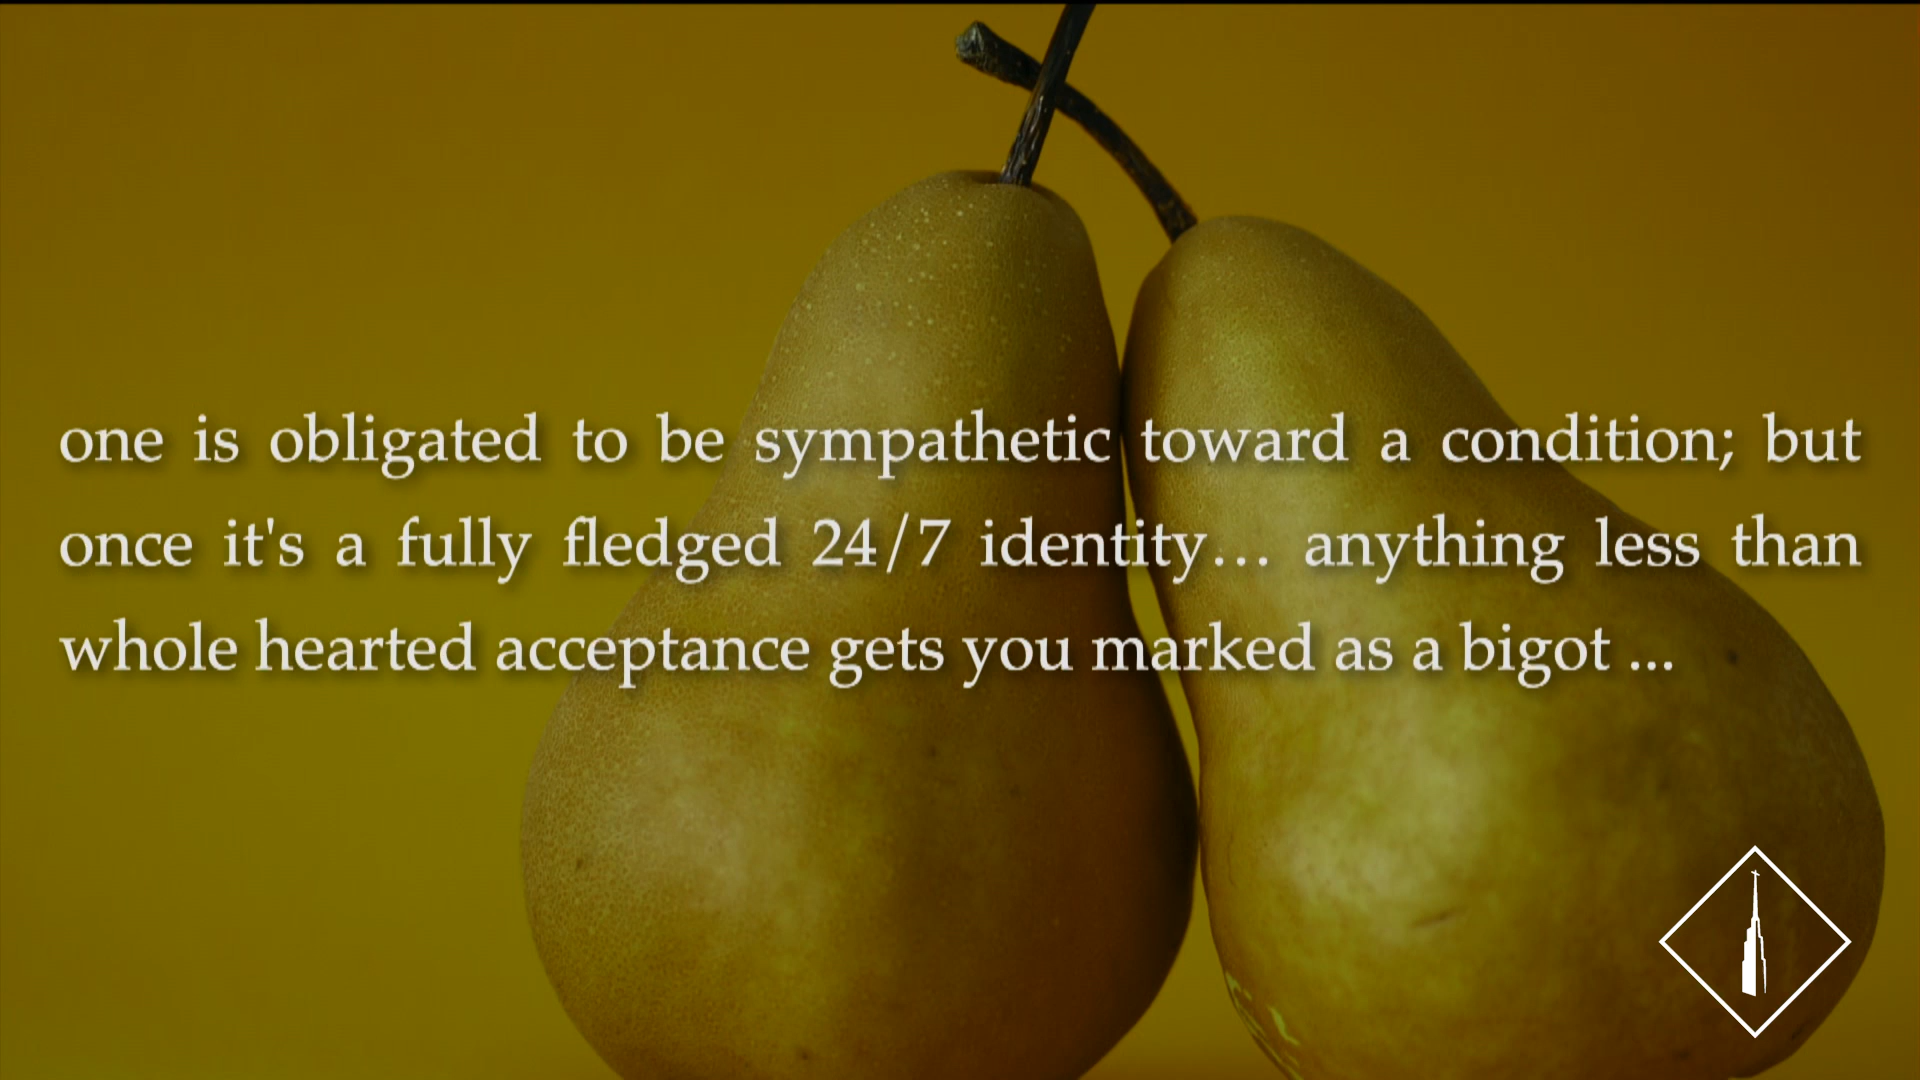 one is obligated to be sympathetic toward a condition; but
once it's a fully fledged 24/7 identity… anything less than
whole hearted acceptance gets you marked as a bigot ...